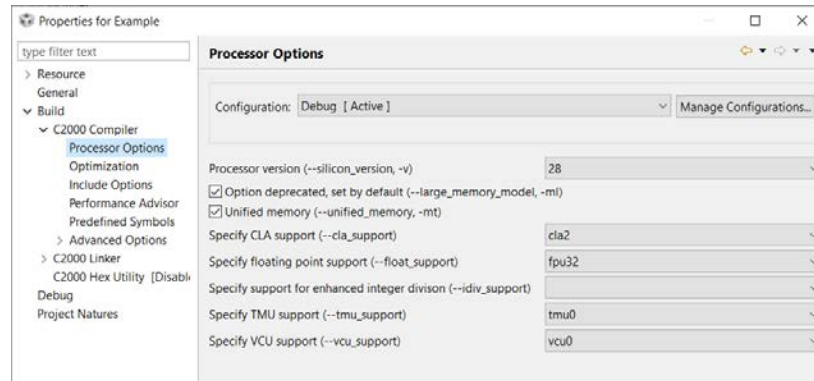 Properties for Example
type filter text
Resource
General
Build
C2000 Compiler
Processor Options
Optimization
Include Options
Performance Advisor
Predefined Symbols
Advanced Options
C2000 Linker
C2000 Hex Utility [Disabl
Debug
Project Natures
Processor Options
Configuration: Debug [ Active ]
Manage Configurations...
Processor version (--silicon_version, -v) 28
Option deprecated, set by default (--large_memory_model, -ml)
Unified memory (--unified_memory, -mt)
Specify CLA support (--cla_support) cla2
Specify floating point support (--float_support) fpu32
Specify support for enhanced integer divison (--idiv_support)
Specify TMU support (--tmu_support) tmu0
Specify VCU support (--vcu_support) vcu0